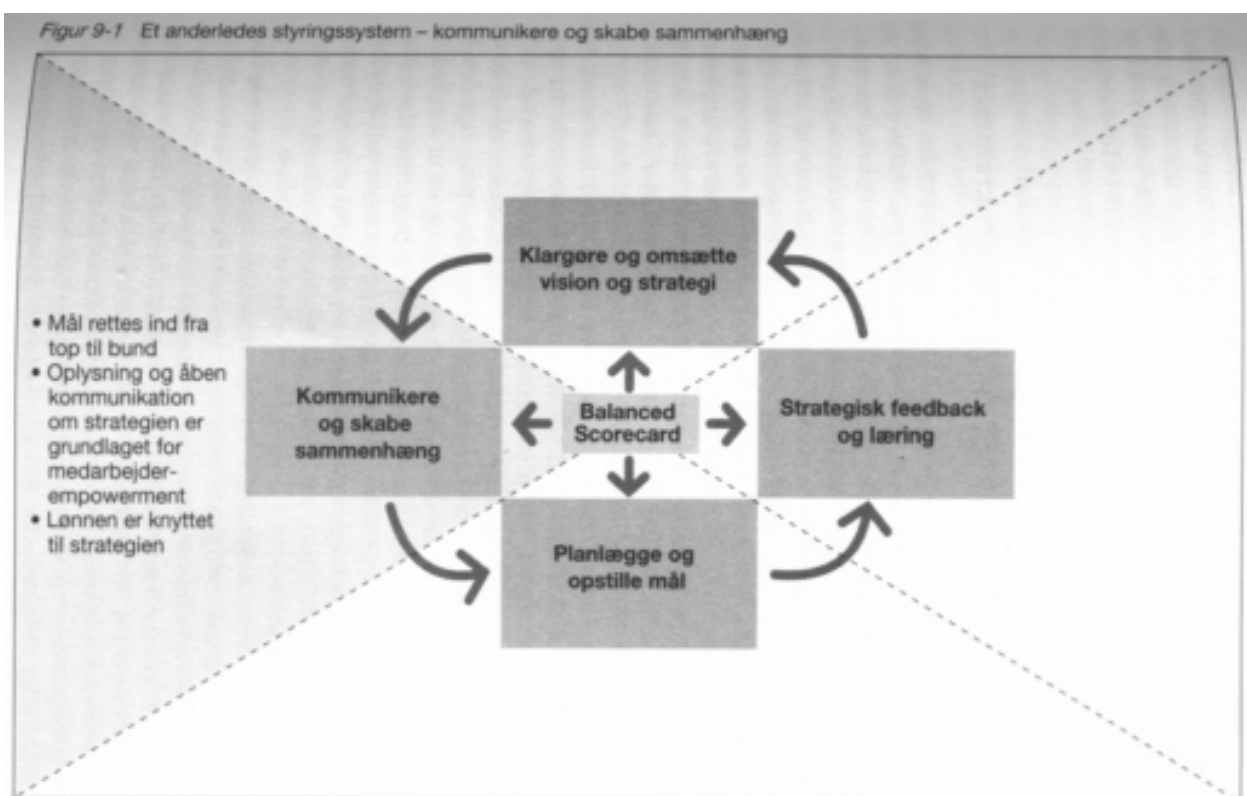 Figur 9-1 Et anderledes styringssystem – kommunikere og skabe sammenhæng
Klargøre og omsætte
vision og strategi
• Mål rettes ind fra
top til bund
• Oplysning og åben
kommunikation
om strategien er
grundlaget for
medarbejder-
empowerment
• Lønnen er knyttet
til strategien
Kommunikere
og skabe
sammenhæng
Balanced
Scorecard
Strategisk feedback
og læring
Planlægge og
opstille mål